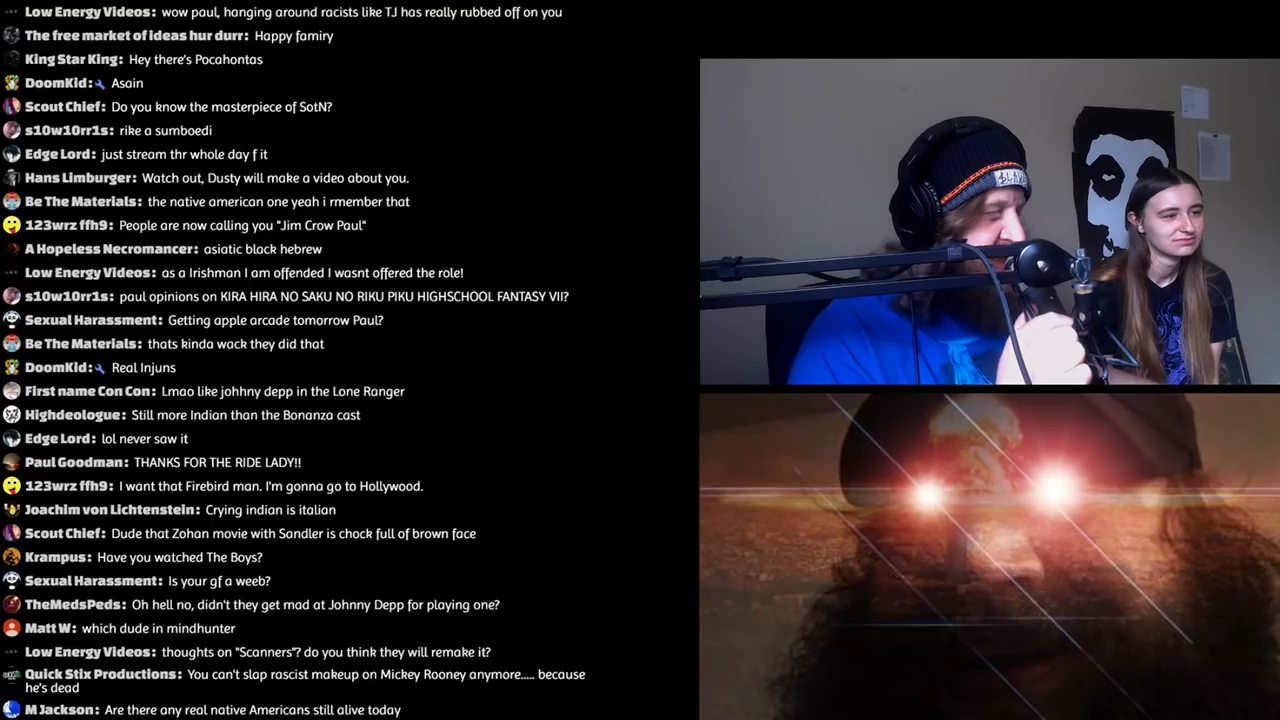 Low Energy Videos: wow paul, hanging around racists like TJ has really rubbed off on you
The free market of ideas hur durr: Happy famiry
King Star King: Hey there's Pocahontas
DoomKid: Asain
Scout Chief: Do you know the masterpiece of SotN?
s10w10rr1s: rike a sumboedi
Edge Lord: just stream thr whole day f it
Hans Limburger: Watch out, Dusty will make a video about you.
Be The Materials: the native american one yeah i rmember that
123wrz ffh9: People are now calling you "Jim Crow Paul"
A Hopeless Necromancer: asiatic black hebrew
Low Energy Videos: as a Irishman I am offended I wasnt offered the role!
s10w10rr1s: paul opinions on KIRA HIRA NO SAKU NO RIKU PIKU HIGHSCHOOL FANTASY VII?
Sexual Harassment: Getting apple arcade tomorrow Paul?
Be The Materials: thats kinda wack they did that
DoomKid: Real Injuns
First name Con Con: Lmao like johhny depp in the Lone Ranger
Highdeologue: Still more Indian than the Bonanza cast
Edge Lord: lol never saw it
Paul Goodman: THANKS FOR THE RIDE LADY!!
123wrz ffh9: I want that Firebird man. I'm gonna go to Hollywood.
Joachim von Lichtenstein: Crying indian is italian
Scout Chief: Dude that Zohan movie with Sandler is chock full of brown face
Krampus: Have you watched The Boys?
Sexual Harassment: Is your gf a weeb?
TheMedsPeds: Oh hell no, didn't they get mad at Johnny Depp for playing one?
Matt W: which dude in mindhunter
Low Energy Videos: thoughts on "Scanners"? do you think they will remake it?
Quick Stix Productions: You can't slap rascist makeup on Mickey Rooney anymore..... because
he's dead
M Jackson: Are there any real native Americans still alive today